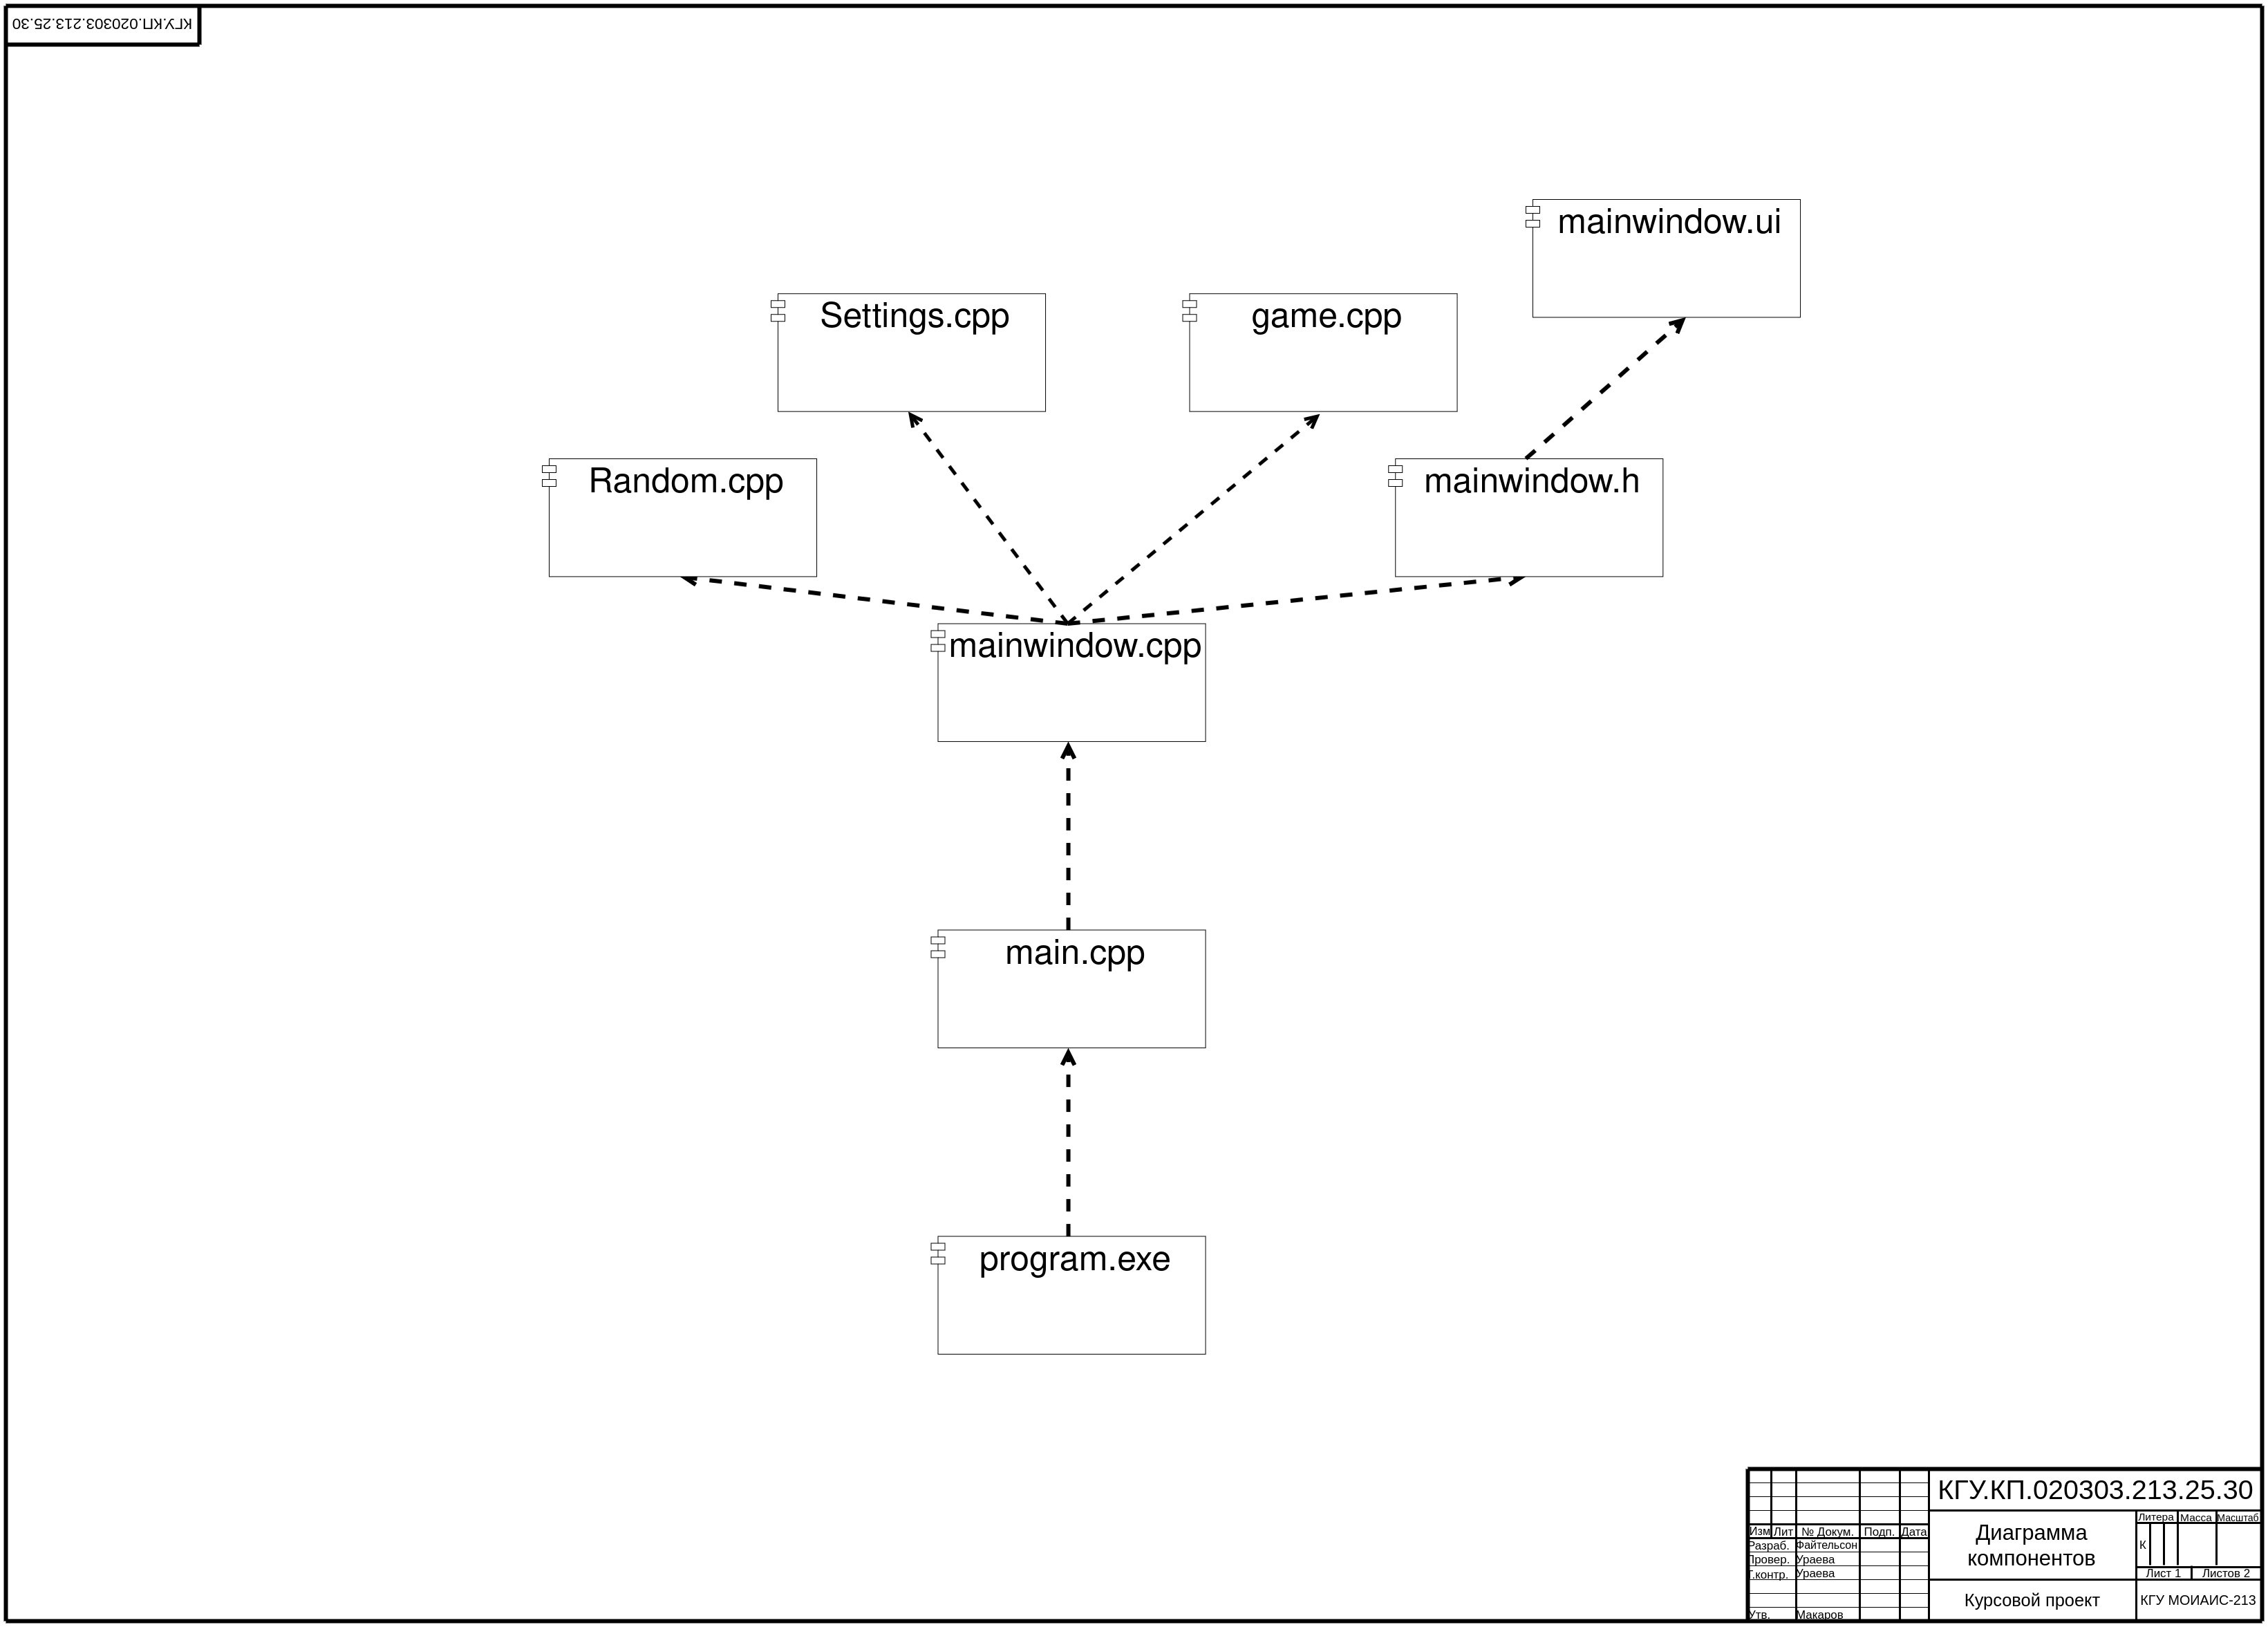 КГУ.КП.020303.213.25.30
mainwindow.ui
Settings.cpp
game.cpp
Random.cpp
mainwindow.h
mainwindow.cpp
main.cpp
program.exe
КГУ.КП.020303.213.25.30
Изм Лит № Докум. Подп. Дата
Разраб. Файтельсон
Провер. Ураева
Т.контр. Ураева
Утв. Макаров
Диаграмма
компонентов
Литера Масса Масштаб
К
Лист 1 Листов 2
Курсовой проект
КГУ МОИАИС-213